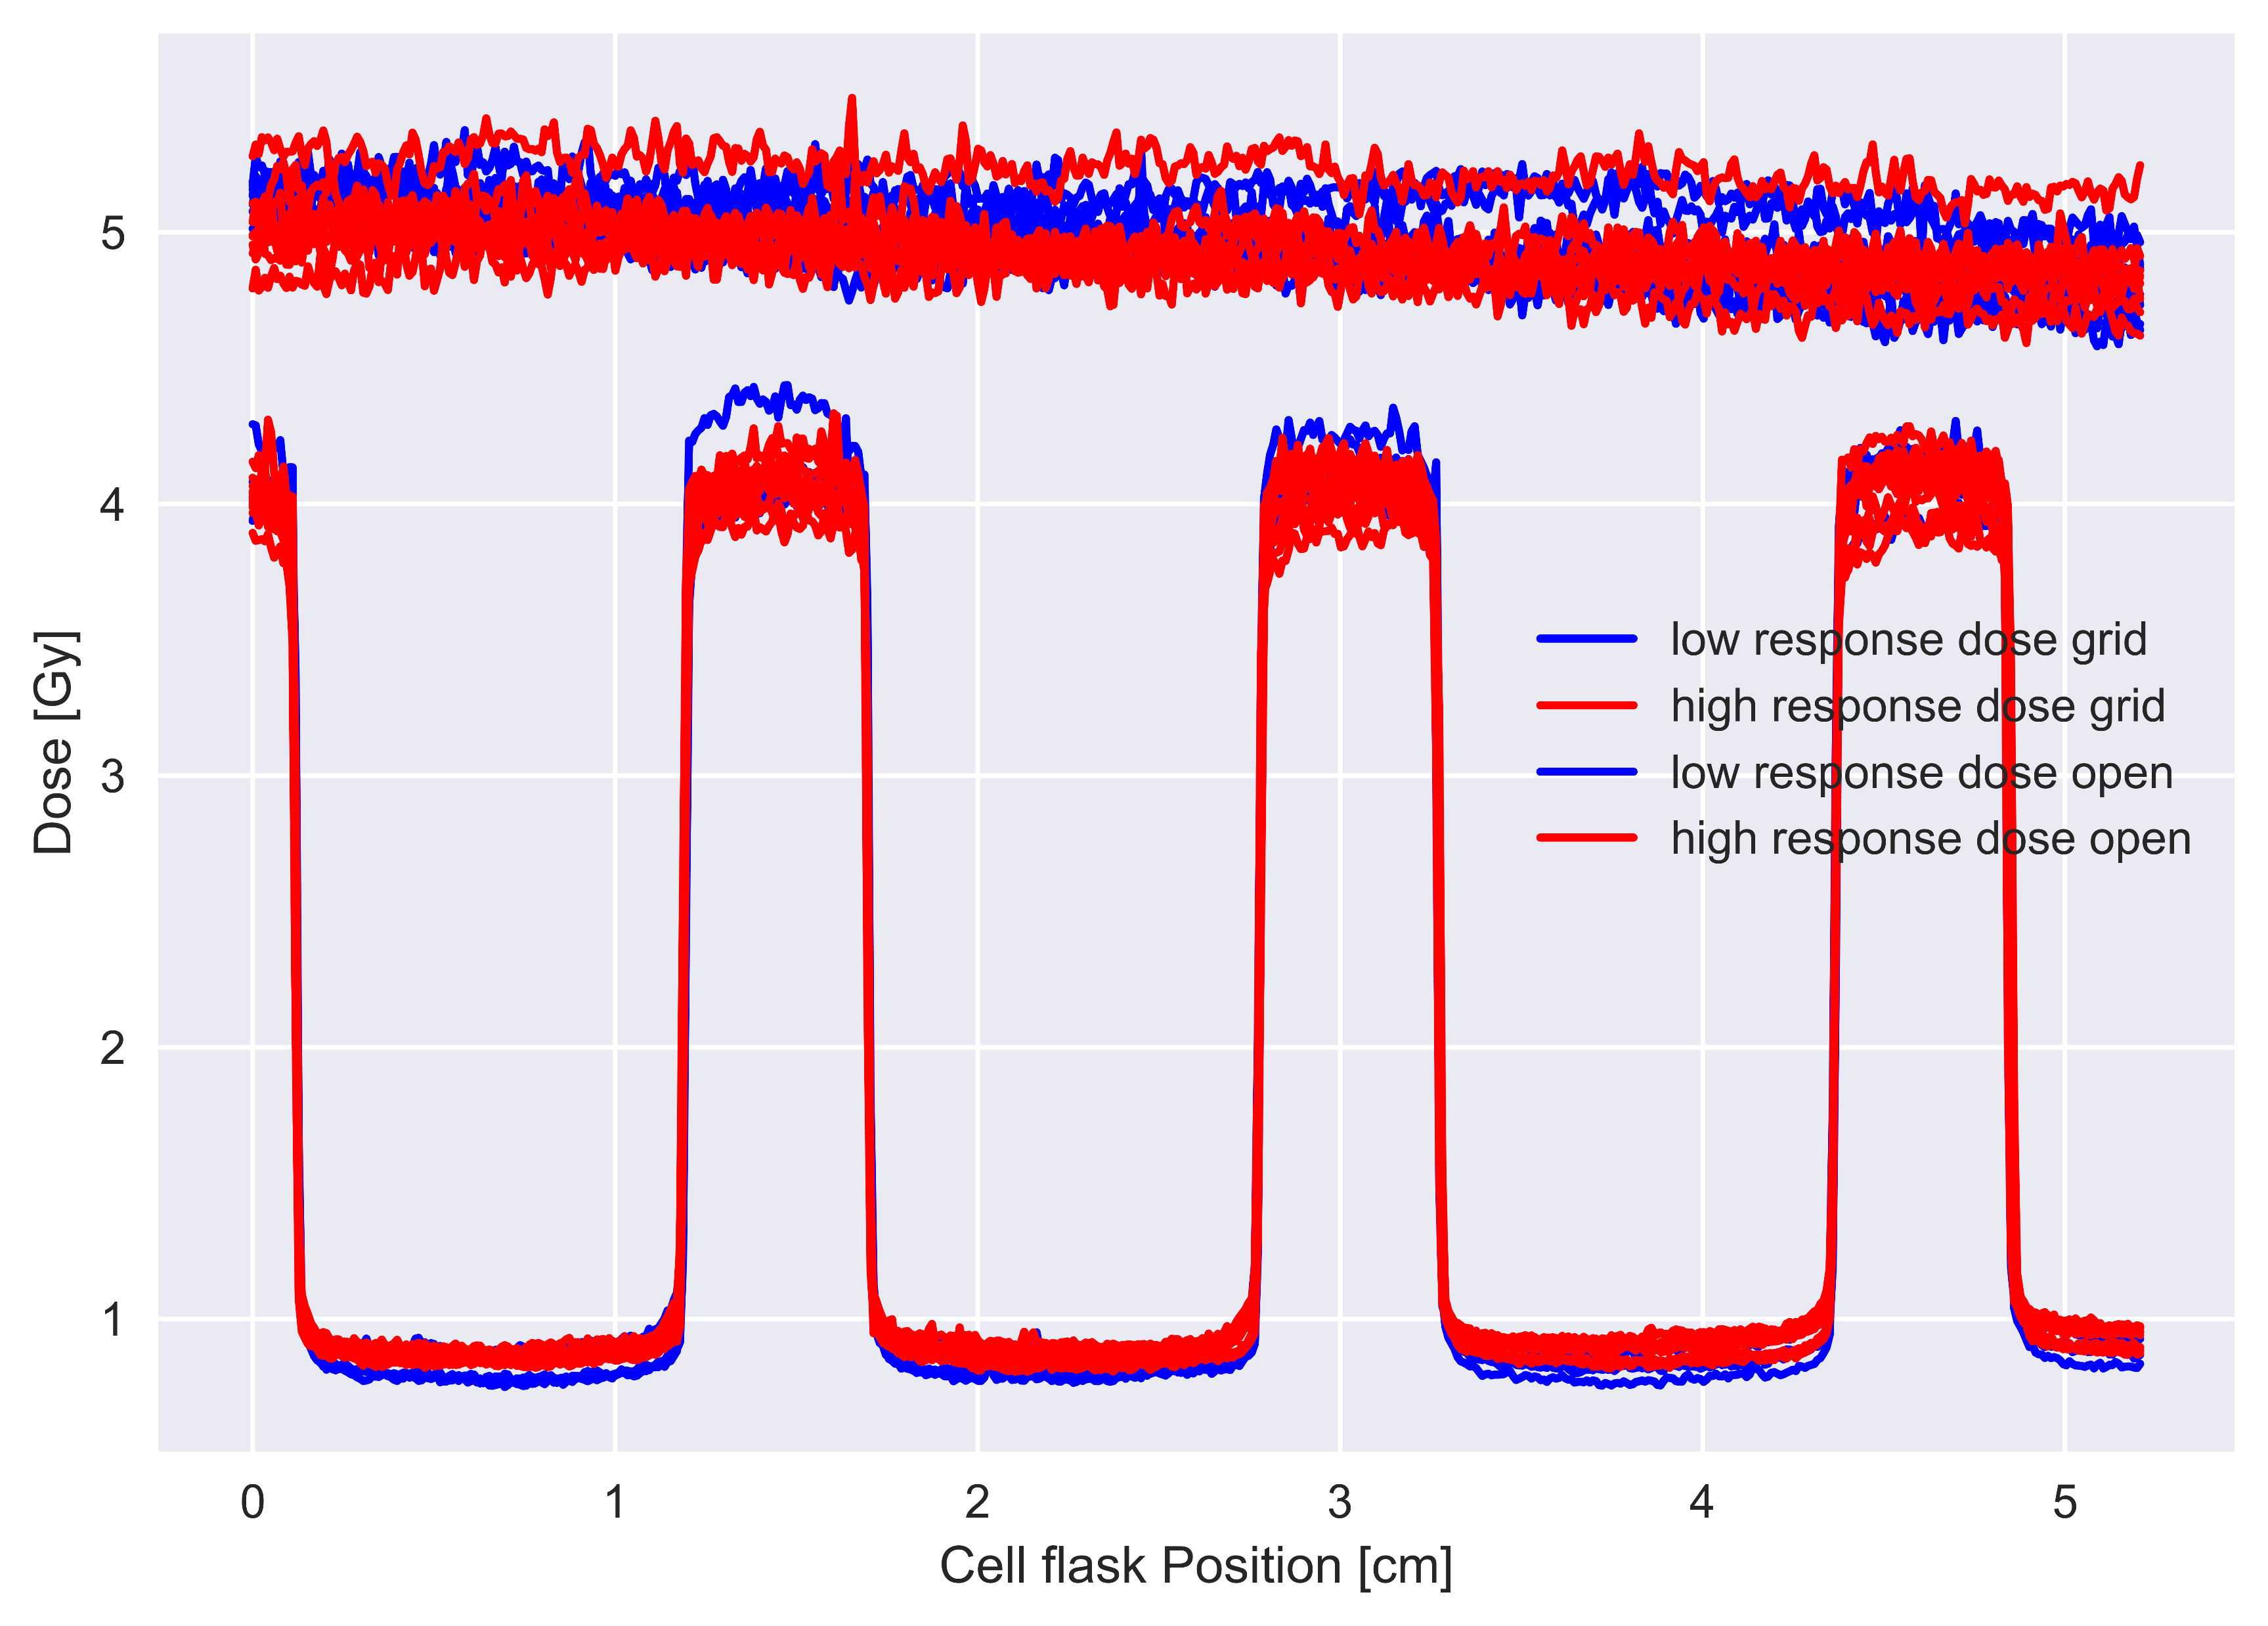 5
4
3
2
1
Dose [Gy]
low response dose grid
high response dose grid
low response dose open
high response dose open
0 1 2 3 4 5
Cell flask Position [cm]